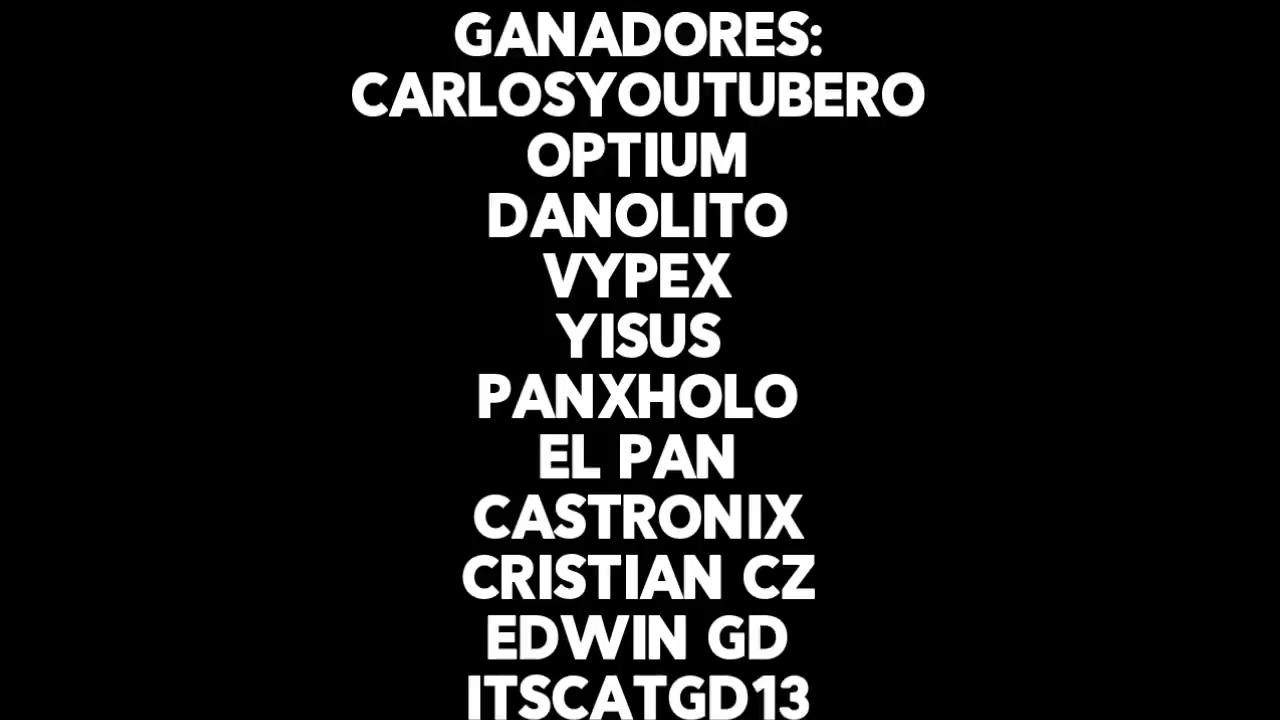 GANADORES:
CARLOSYOUTUBERO
OPTIUM
DANOLITO
VYPEX
YISUS
PANXHOLO
EL PAN
CASTRONIX
CRISTIAN CZ
EDWIN GD
ITSCATGD13